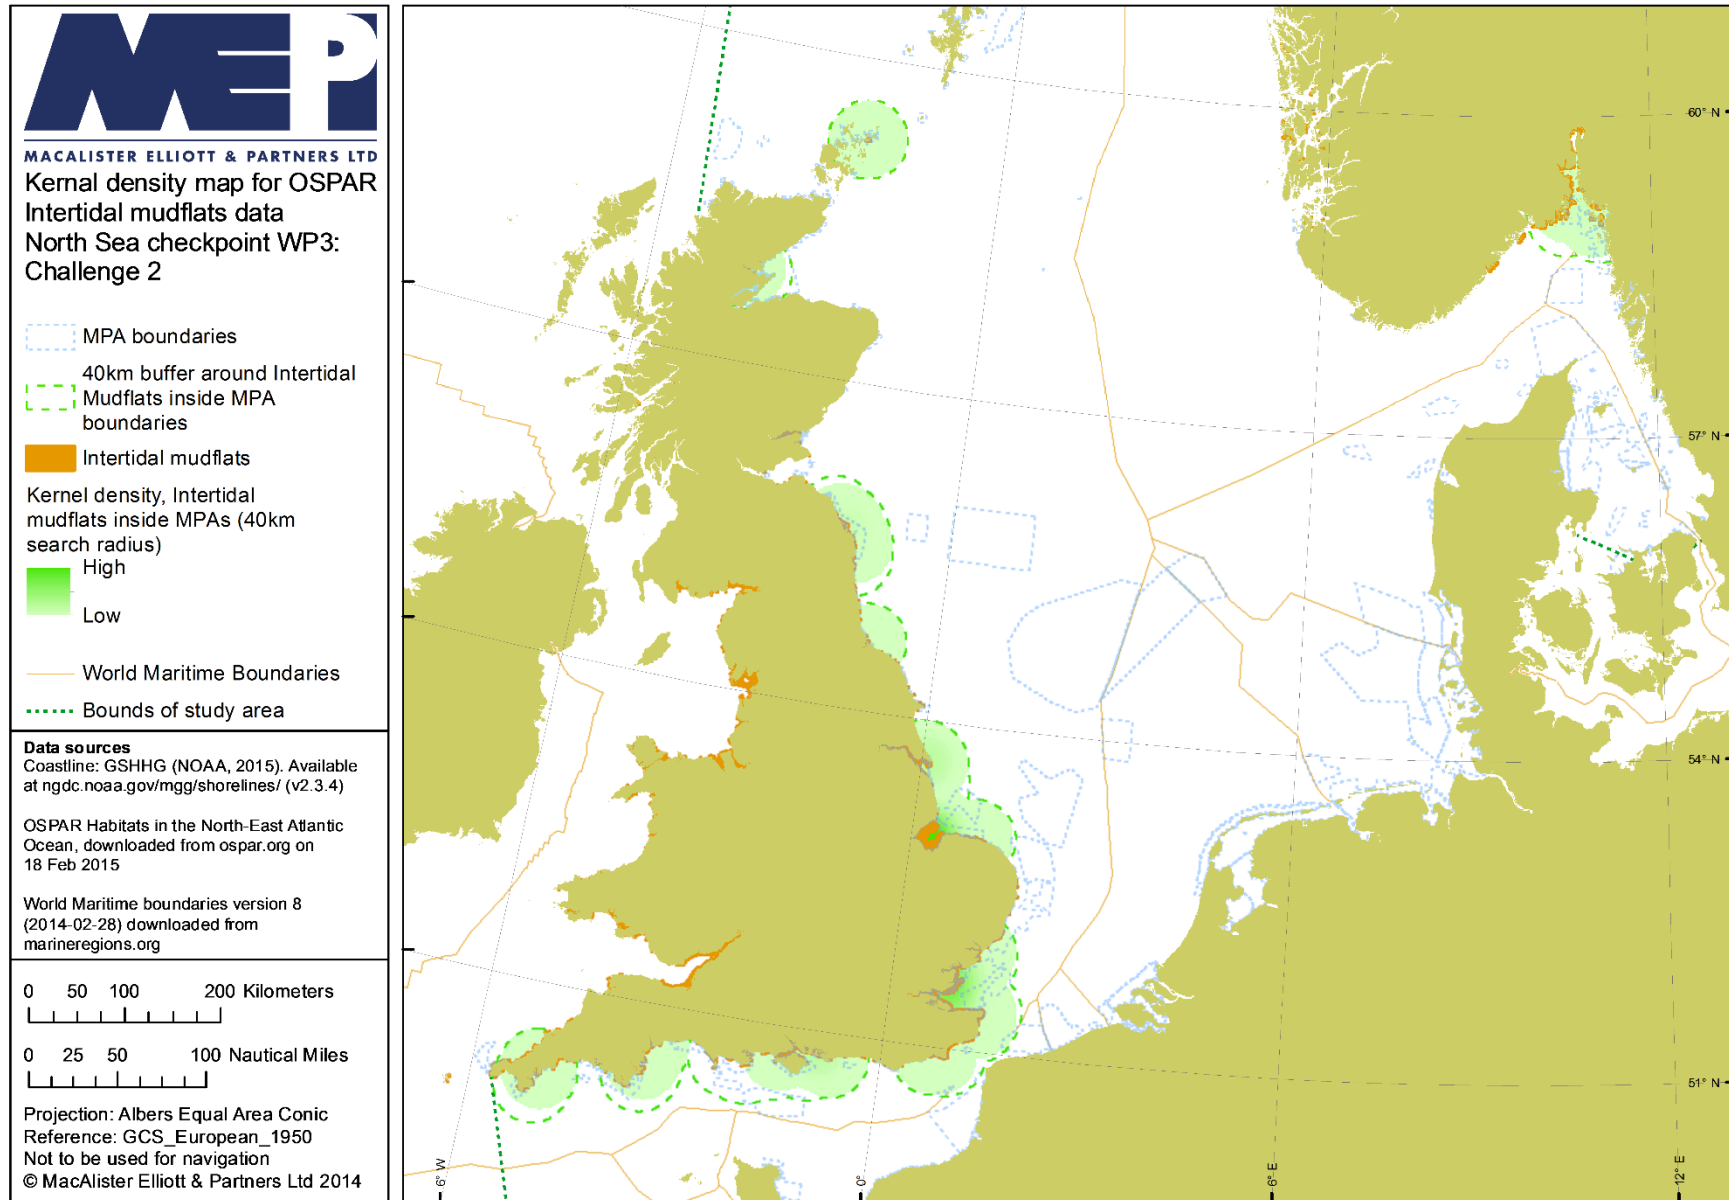 MEP
MACALISTER ELLIOTT & PARTNERS LTD
Kernal density map for OSPAR
Intertidal mudflats data
North Sea checkpoint WP3:
Challenge 2
MPA boundaries
40km buffer around Intertidal
Mudflats inside MPA
boundaries
Intertidal mudflats
Kernel density, Intertidal
mudflats inside MPAs (40km
search radius)
High
Low
World Maritime Boundaries
Bounds of study area
Data sources
Coastline: GSHHG (NOAA, 2015). Available
at ngdc.noaa.gov/mgg/shorelines/ (v2.3.4)
OSPAR Habitats in the North-East Atlantic
Ocean, downloaded from ospar.org on
18 Feb 2015
World Maritime boundaries version 8
(2014-02-28) downloaded from
marineregions.org
0 50 100 200 Kilometers
0 25 50 100 Nautical Miles
Projection: Albers Equal Area Conic
Reference: GCS_European_1950
Not to be used for navigation
© MacAlister Elliott & Partners Ltd 2014
60° N
57° N
54° N
51° N
6° W
0°
6° E
12° E